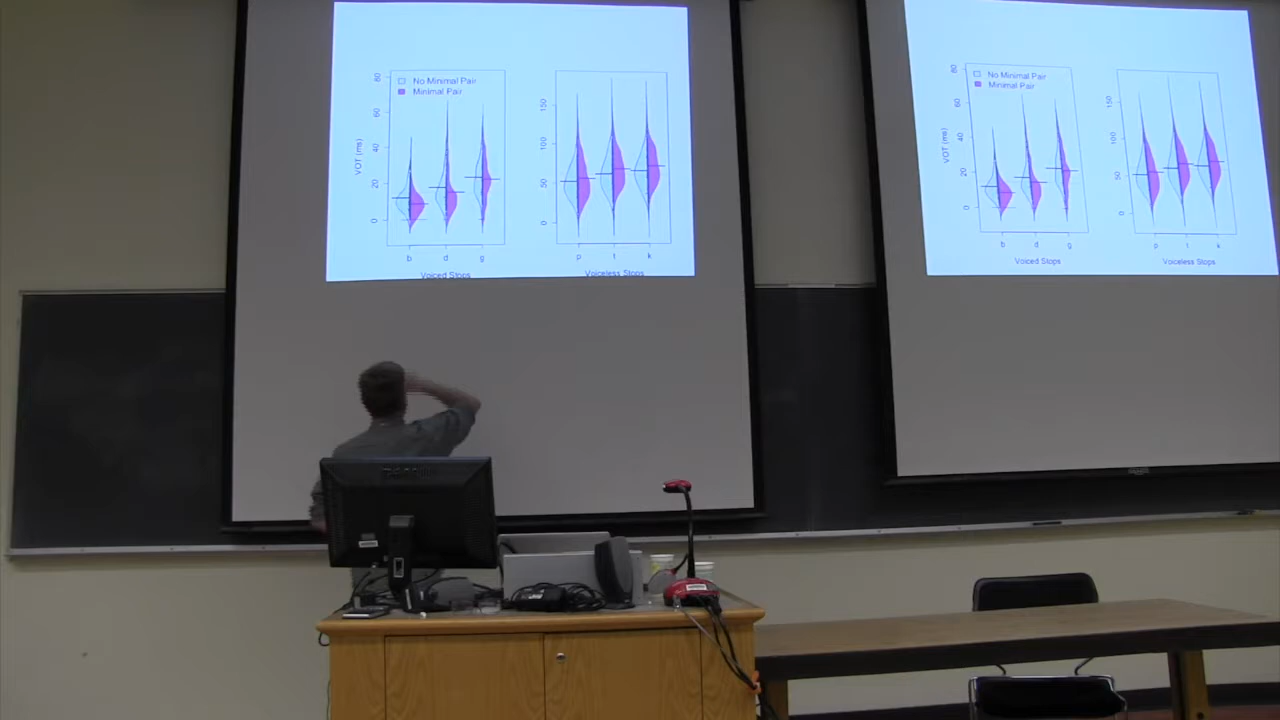 No Minimal Pair
Minimal Pair
VOT (ms)
0 20 40 60 80
b d g
Voiced Stops
0 50 100 150
p t k
Voiceless Stops
No Minimal Pair
Minimal Pair
VOT (ms)
0 20 40 60 80
b d g
Voiced Stops
0 50 100 150
p t k
Voiceless Stops